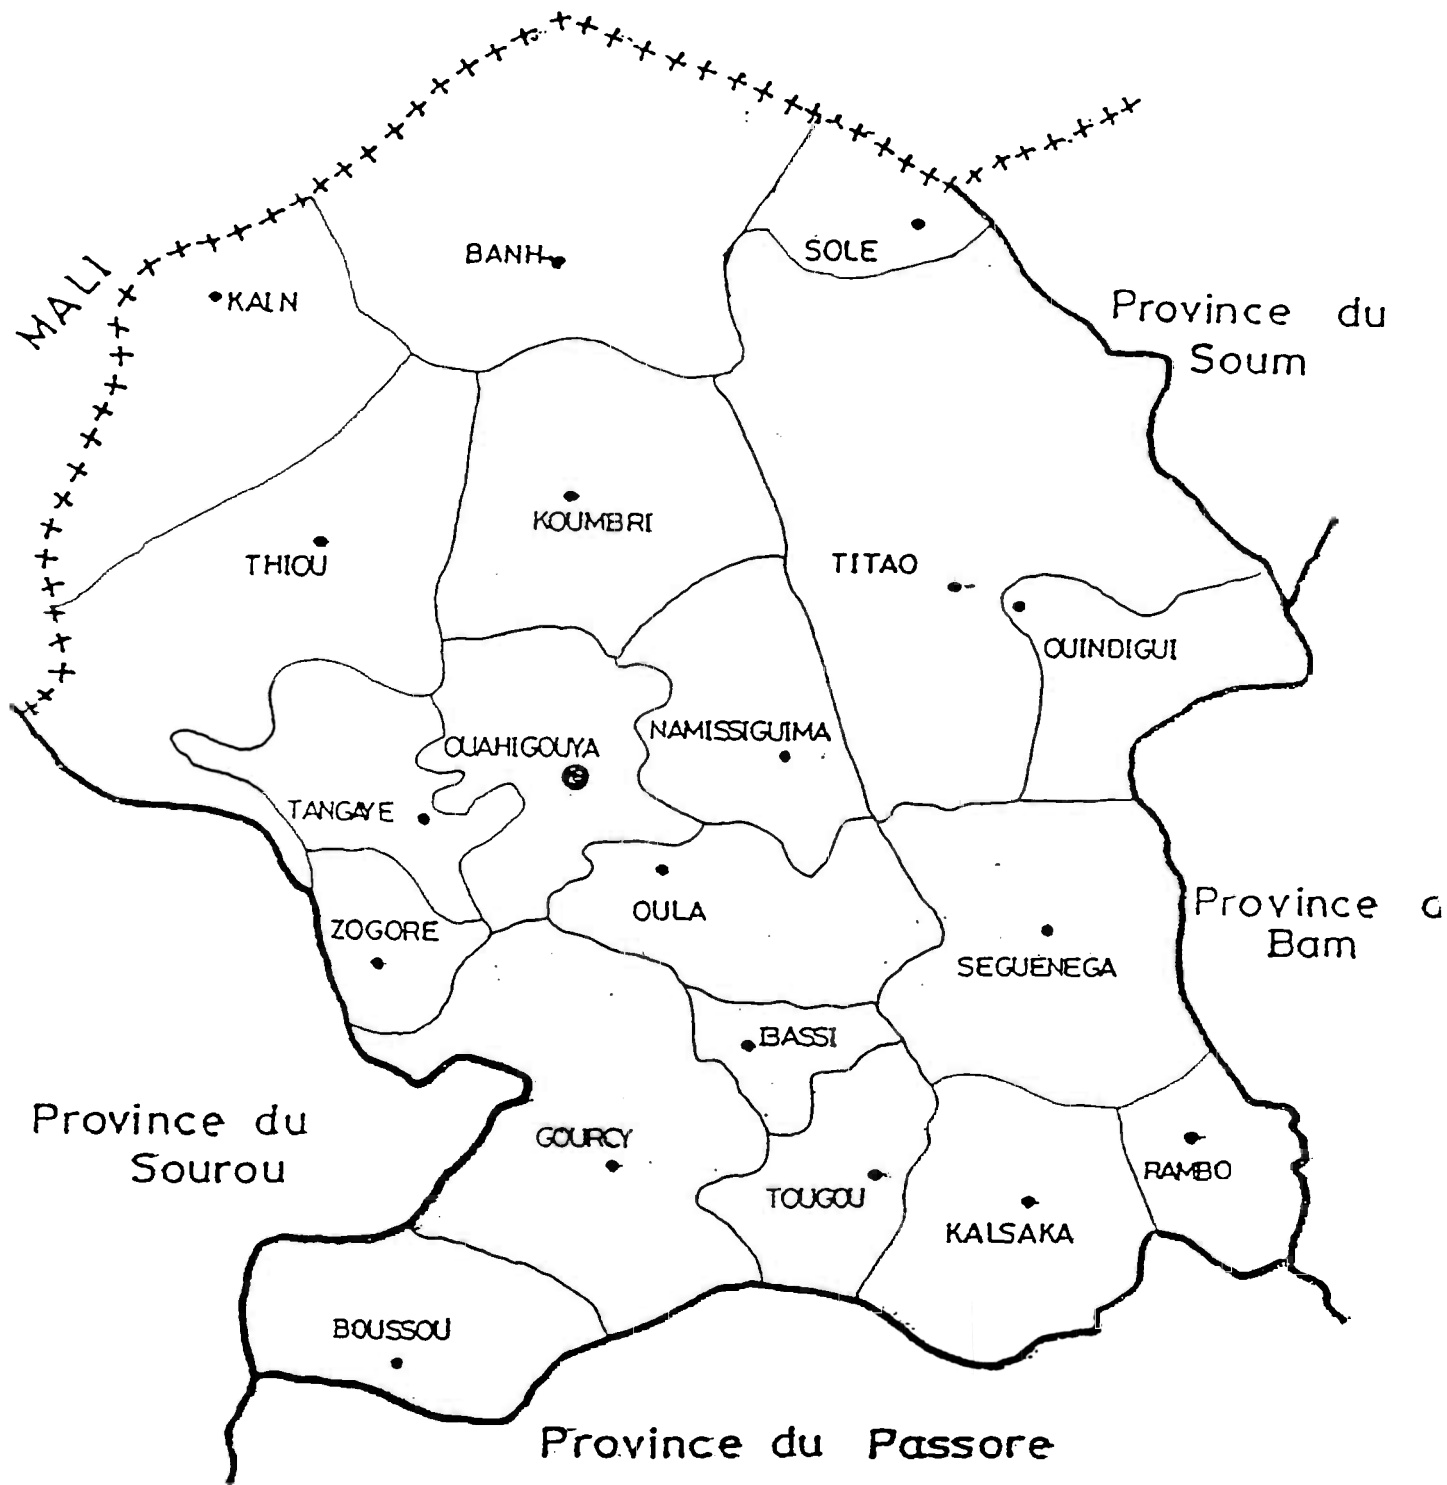 BANH
SOLE
MALI
KAIN
Province du
Soum
KOUMBRI
THIOU
TITAO
OUINDIGUI
NAMISSIGUIMA
OUAHIGOUYA
TANGAYE
ZOGORE
OULA
Province d
Bam
SEGUENEGA
BASSI
Province du
Sourou
GOURCY
TOUGOU
RAMBO
KALSAKA
BOUSSOU
Province du Passore